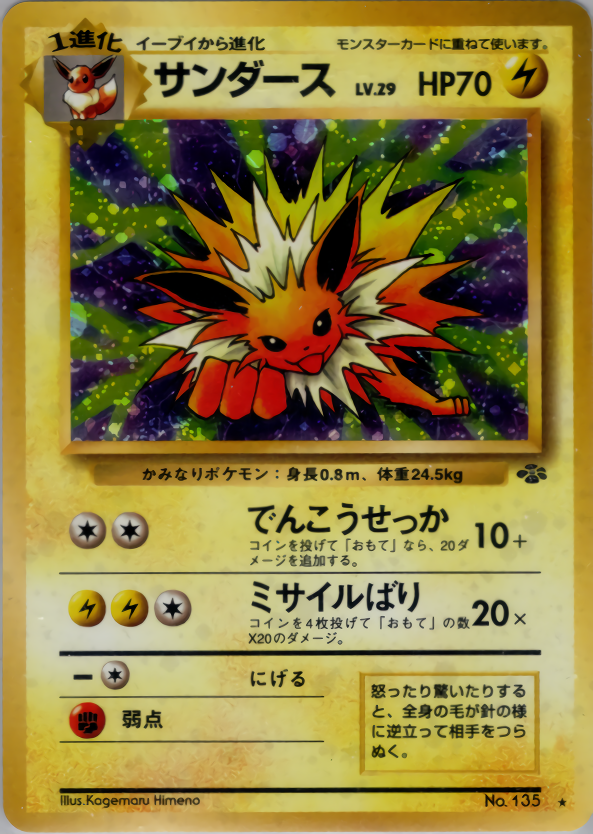 1進化 イーブイから進化 モンスターカードに重ねて使います。
サンダース LV.29 HP70
かみなりポケモン：身長0.8m、体重24.5kg
でんこうせっか 10+
コインを投げて「おもて」なら、20ダ
メージを追加する。
ミサイルばり 20×
コインを4枚投げて「おもて」の数
X20のダメージ。
にげる
弱点
怒ったり驚いたりする
と、全身の毛が針の様
に逆立って相手をつら
ぬく。
Illus.Kagemaru Himeno No. 135 ★